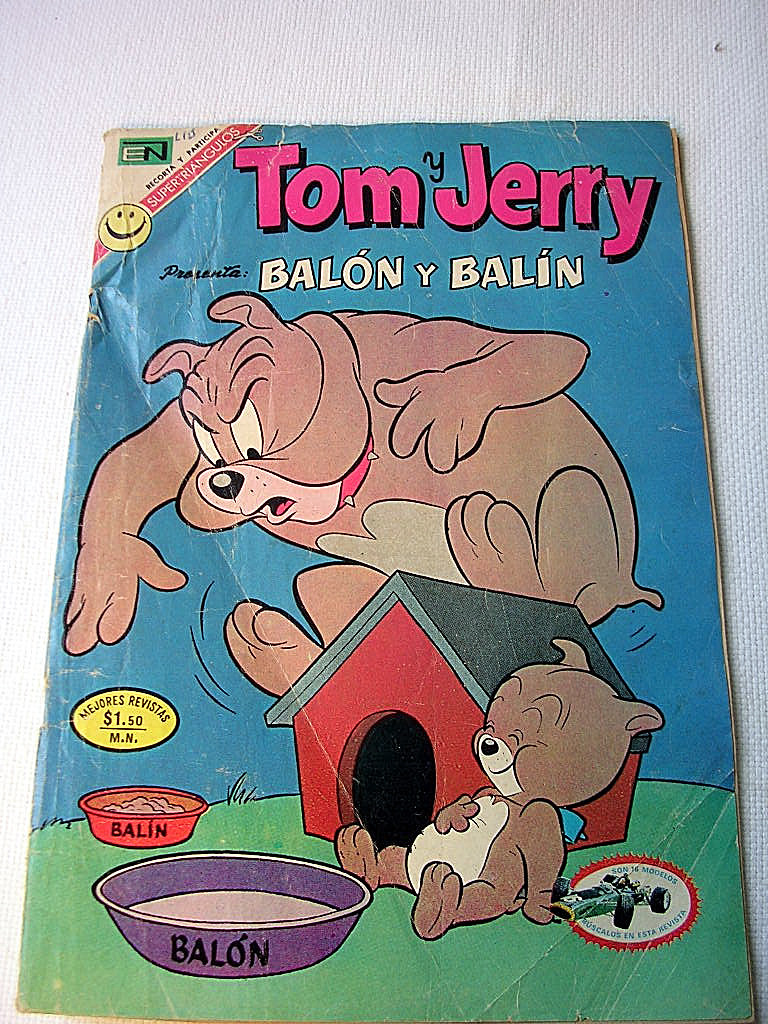 EN
LIJ
RECORTA Y PARTICIPA
SUPERTRIANGULOS
Tom y Jerry
Presenta: BALÓN Y BALÍN
MEJORES REVISTAS
$1.50
M.N.
BALÍN
BALÓN
SON 16 MODELOS
BUSCALOS EN ESTA REVISTA